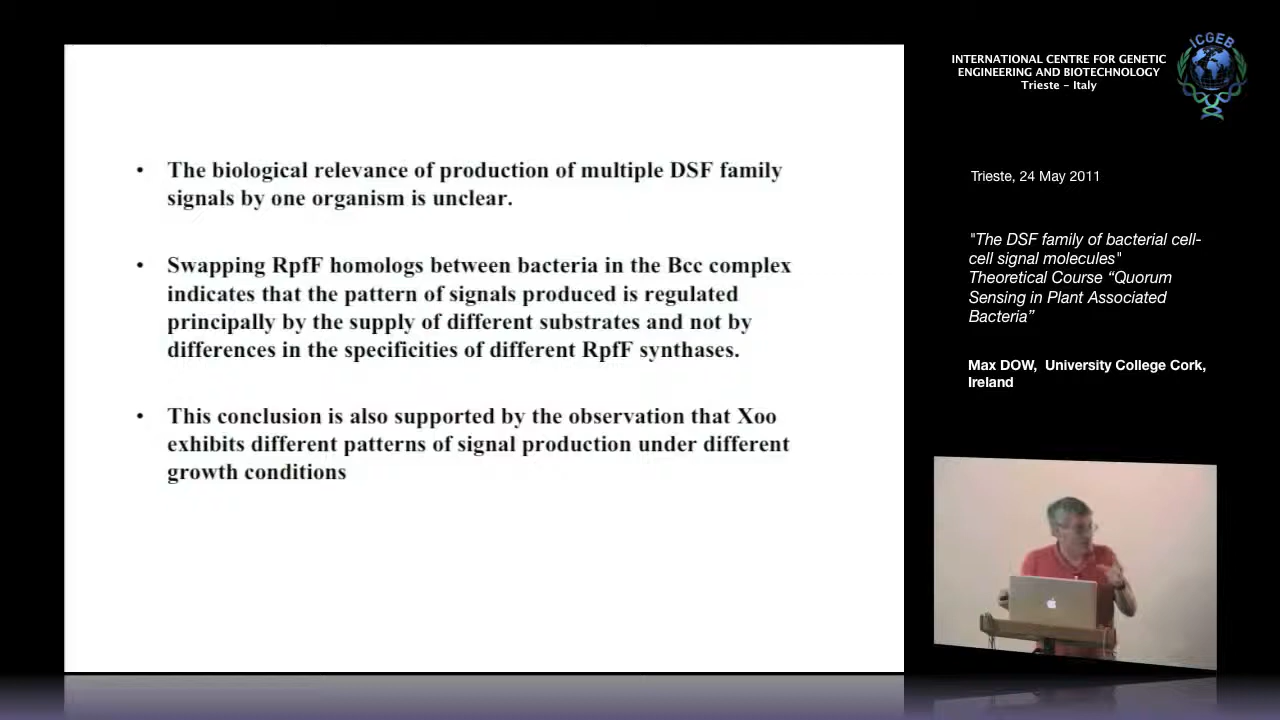 • The biological relevance of production of multiple DSF family
signals by one organism is unclear.
• Swapping RpfF homologs between bacteria in the Bcc complex
indicates that the pattern of signals produced is regulated
principally by the supply of different substrates and not by
differences in the specificities of different RpfF synthases.
• This conclusion is also supported by the observation that Xoo
exhibits different patterns of signal production under different
growth conditions
INTERNATIONAL CENTRE FOR GENETIC
ENGINEERING AND BIOTECHNOLOGY
Trieste - Italy
ICGEB
Trieste, 24 May 2011
"The DSF family of bacterial cell-
cell signal molecules"
Theoretical Course “Quorum
Sensing in Plant Associated
Bacteria”
Max DOW, University College Cork,
Ireland